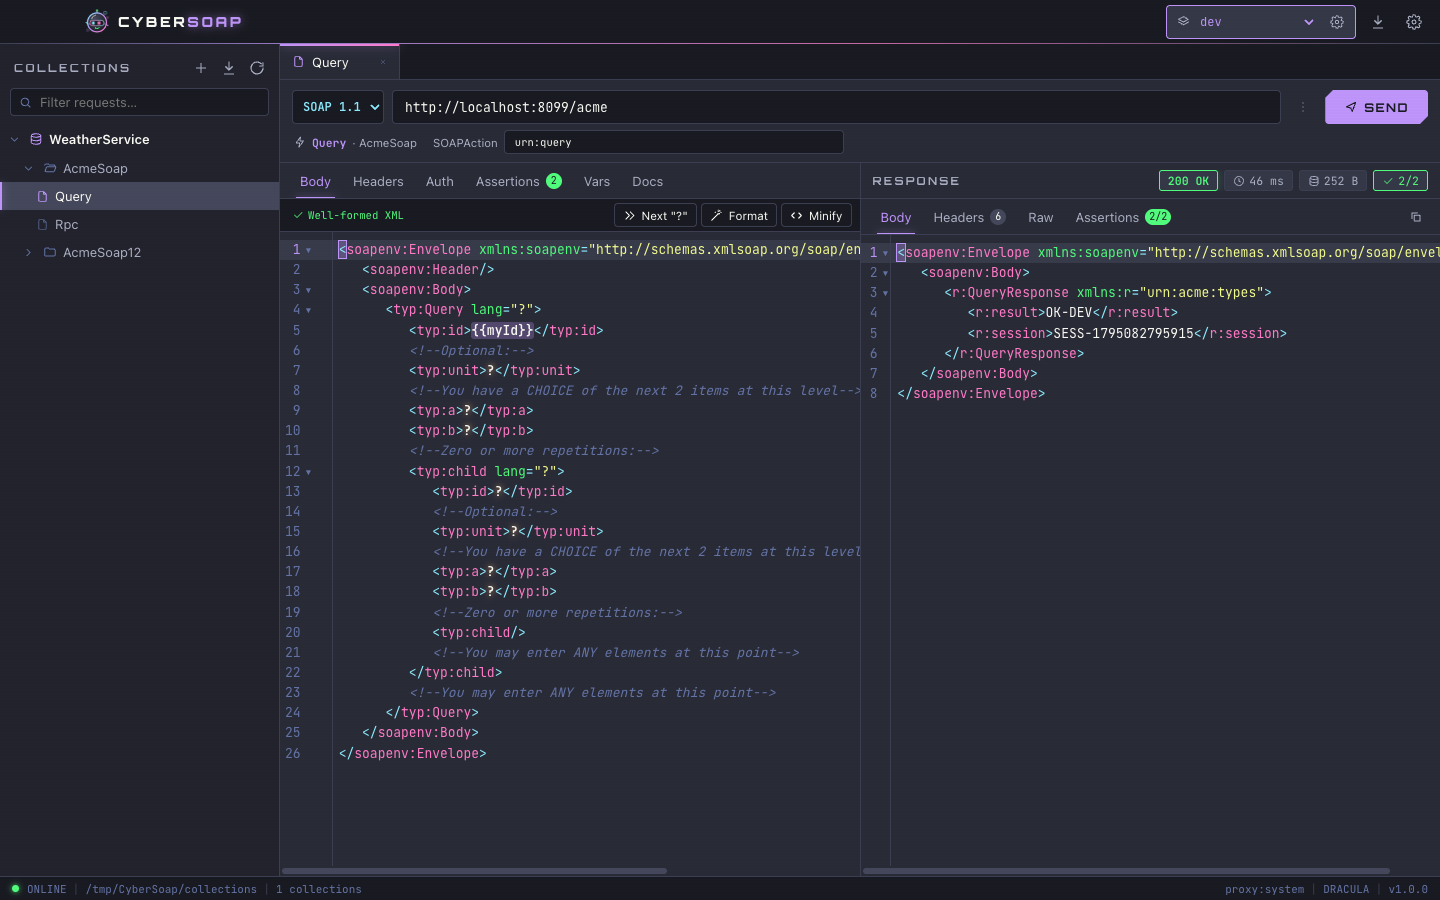 CYBERSOAP
dev
COLLECTIONS
Filter requests...
WeatherService
AcmeSoap
Query
Rpc
AcmeSoap12
Query ×
SOAP 1.1
http://localhost:8099/acme
SEND
Query · AcmeSoap SOAPAction urn:query
Body Headers Auth Assertions 2 Vars Docs
Well-formed XML Next "?" Format Minify
1 <soapenv:Envelope xmlns:soapenv="http://schemas.xmlsoap.org/soap/en
2 <soapenv:Header/>
3 <soapenv:Body>
4 <typ:Query lang="?">
5 <typ:id>{{myId}}</typ:id>
6 <!--Optional:-->
7 <typ:unit>?</typ:unit>
8 <!--You have a CHOICE of the next 2 items at this level-->
9 <typ:a>?</typ:a>
10 <typ:b>?</typ:b>
11 <!--Zero or more repetitions:-->
12 <typ:child lang="?">
13 <typ:id>?</typ:id>
14 <!--Optional:-->
15 <typ:unit>?</typ:unit>
16 <!--You have a CHOICE of the next 2 items at this level
17 <typ:a>?</typ:a>
18 <typ:b>?</typ:b>
19 <!--Zero or more repetitions:-->
20 <typ:child/>
21 <!--You may enter ANY elements at this point-->
22 </typ:child>
23 <!--You may enter ANY elements at this point-->
24 </typ:Query>
25 </soapenv:Body>
26 </soapenv:Envelope>
RESPONSE 200 OK 46 ms 252 B 2/2
Body Headers 6 Raw Assertions 2/2
1 <soapenv:Envelope xmlns:soapenv="http://schemas.xmlsoap.org/soap/envel
2 <soapenv:Body>
3 <r:QueryResponse xmlns:r="urn:acme:types">
4 <r:result>OK-DEV</r:result>
5 <r:session>SESS-1795082795915</r:session>
6 </r:QueryResponse>
7 </soapenv:Body>
8 </soapenv:Envelope>
ONLINE | /tmp/CyberSoap/collections | 1 collections
proxy:system | DRACULA | v1.0.0